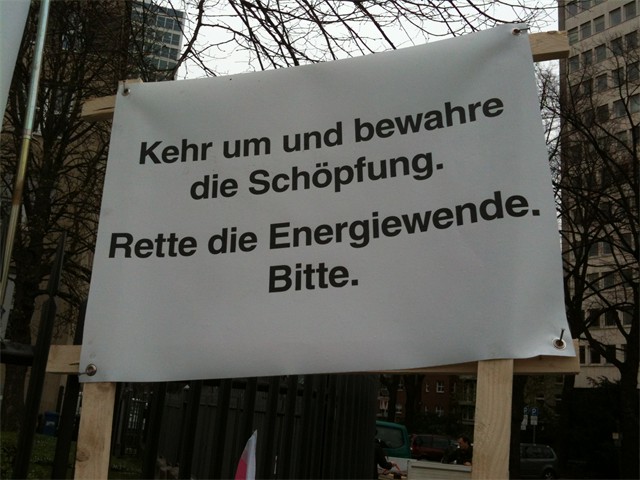 Kehr um und bewahre
die Schöpfung.
Rette die Energiewende.
Bitte.